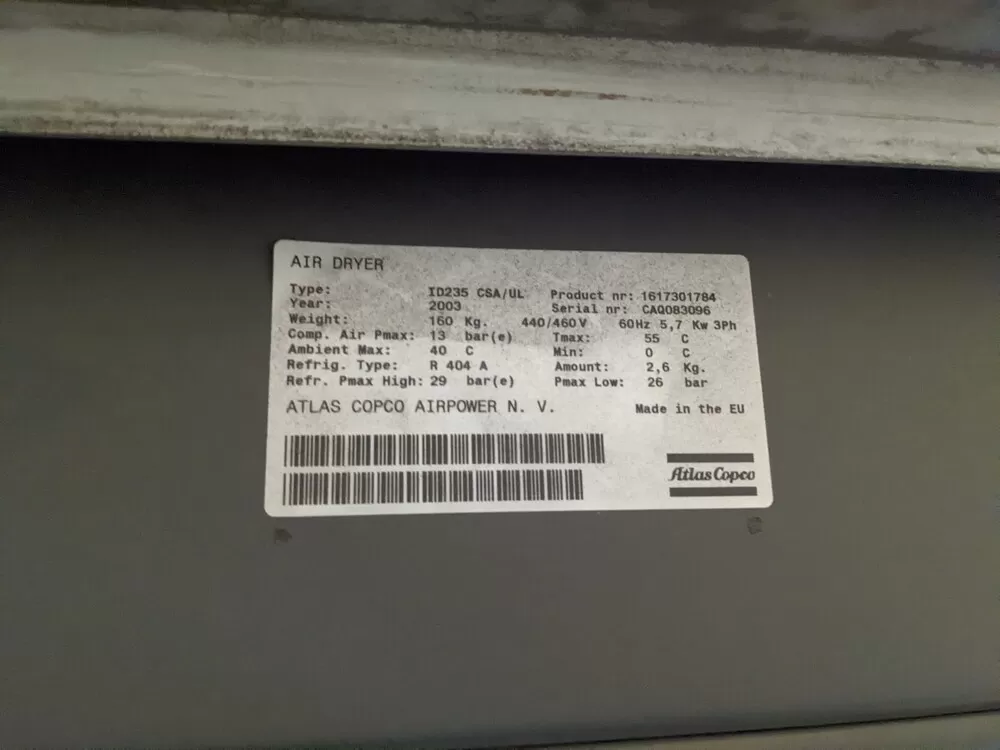 AIR DRYER
Type: ID235 CSA/UL Product nr: 1617301784
Year: 2003 Serial nr: CAQ083096
Weight: 160 Kg. 440/460V 60Hz 5,7 Kw 3Ph
Comp. Air Pmax: 13 bar(e) Tmax: 55 C
Ambient Max: 40 C Min: 0 C
Refrig. Type: R 404 A Amount: 2,6 Kg.
Refr. Pmax High: 29 bar(e) Pmax Low: 26 bar
ATLAS COPCO AIRPOWER N. V. Made in the EU
Atlas Copco